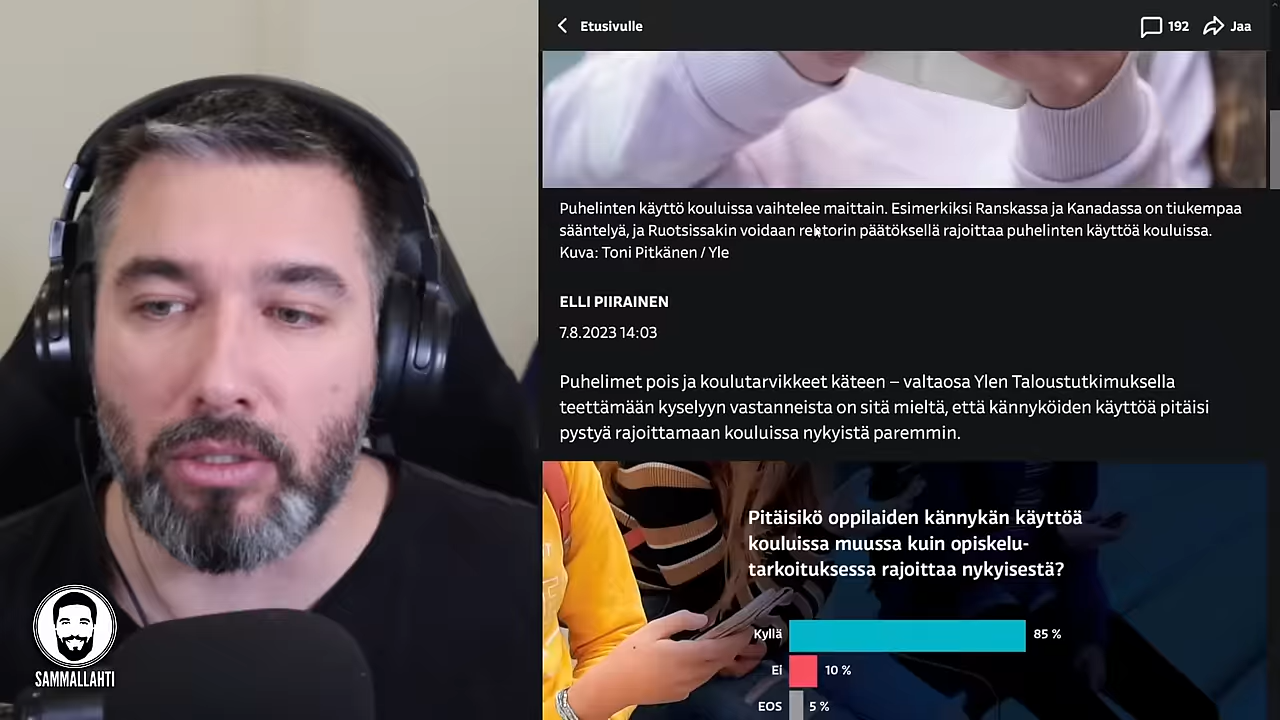 Etusivulle
192
Jaa
Puhelinten käyttö kouluissa vaihtelee maittain. Esimerkiksi Ranskassa ja Kanadassa on tiukempaa
sääntelyä, ja Ruotsissakin voidaan rehtorin päätöksellä rajoittaa puhelinten käyttöä kouluissa.
Kuva: Toni Pitkänen / Yle
ELLI PIIRAINEN
7.8.2023 14:03
Puhelimet pois ja koulutarvikkeet käteen – valtaosa Ylen Taloustutkimuksella
teettämään kyselyyn vastanneista on sitä mieltä, että kännyköiden käyttöä pitäisi
pystyä rajoittamaan kouluissa nykyistä paremmin.
Pitäisikö oppilaiden kännykän käyttöä
kouluissa muussa kuin opiskelu-
tarkoituksessa rajoittaa nykyisestä?
Kyllä 85 %
Ei 10 %
EOS 5 %
SAMMALLAHTI